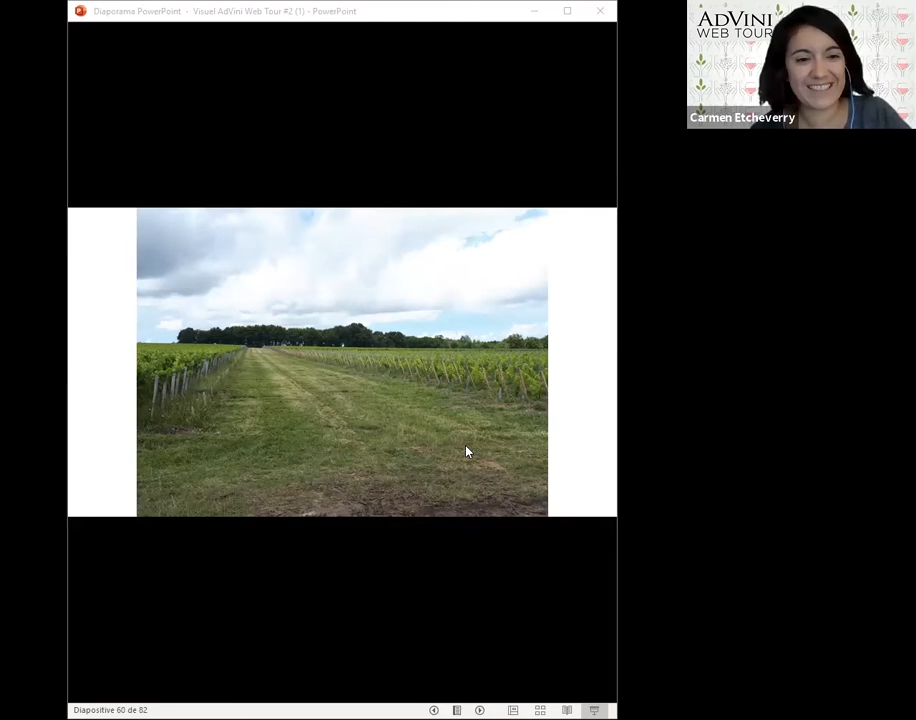 Diaporama PowerPoint - Visuel AdVini Web Tour #2 (1) - PowerPoint
ADVINI
WEB TOUR
Carmen Etcheverry
Diapositive 60 de 82